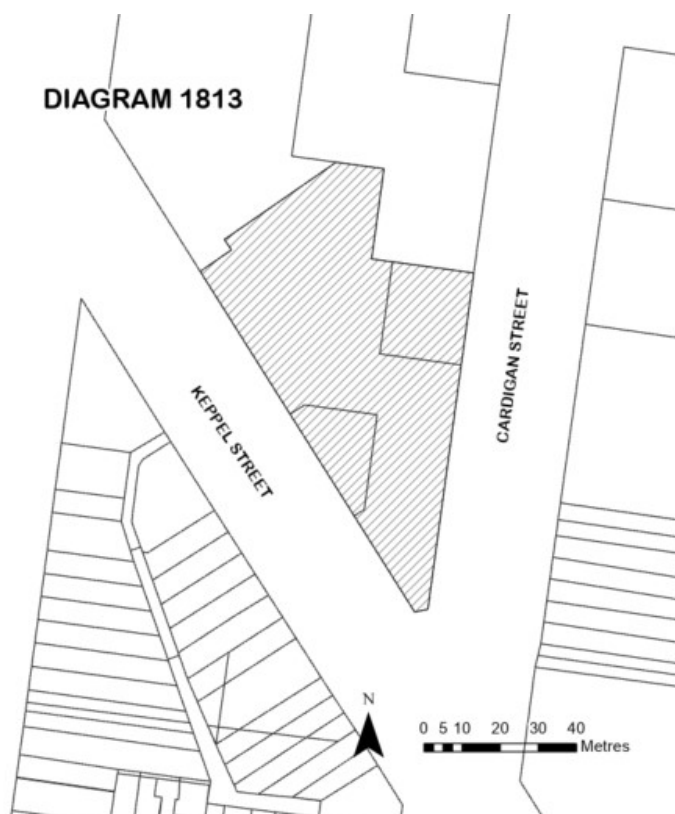 DIAGRAM 1813
KEPPEL STREET
CARDIGAN STREET
N
0 5 10 20 30 40
Metres